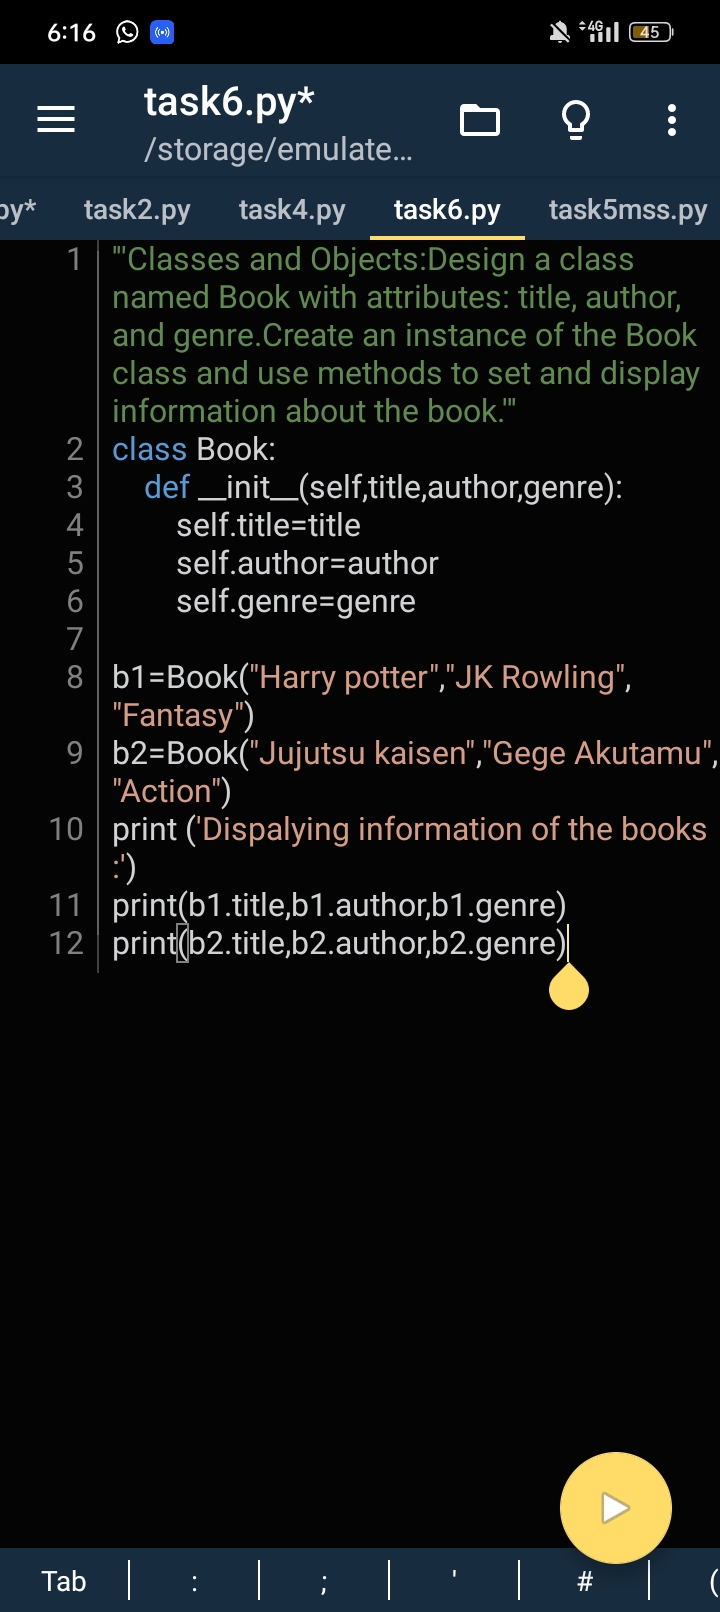 6:16
4G
45
task6.py*
/storage/emulate...
py*
task2.py
task4.py
task6.py
task5mss.py
1 '''Classes and Objects:Design a class
named Book with attributes: title, author,
and genre.Create an instance of the Book
class and use methods to set and display
information about the book.'''
2 class Book:
3 def __init__(self,title,author,genre):
4 self.title=title
5 self.author=author
6 self.genre=genre
7
8 b1=Book("Harry potter","JK Rowling",
"Fantasy")
9 b2=Book("Jujutsu kaisen","Gege Akutamu",
"Action")
10 print ('Dispalying information of the books
:')
11 print(b1.title,b1.author,b1.genre)
12 print(b2.title,b2.author,b2.genre)
Tab | : | ; | ' | # | (